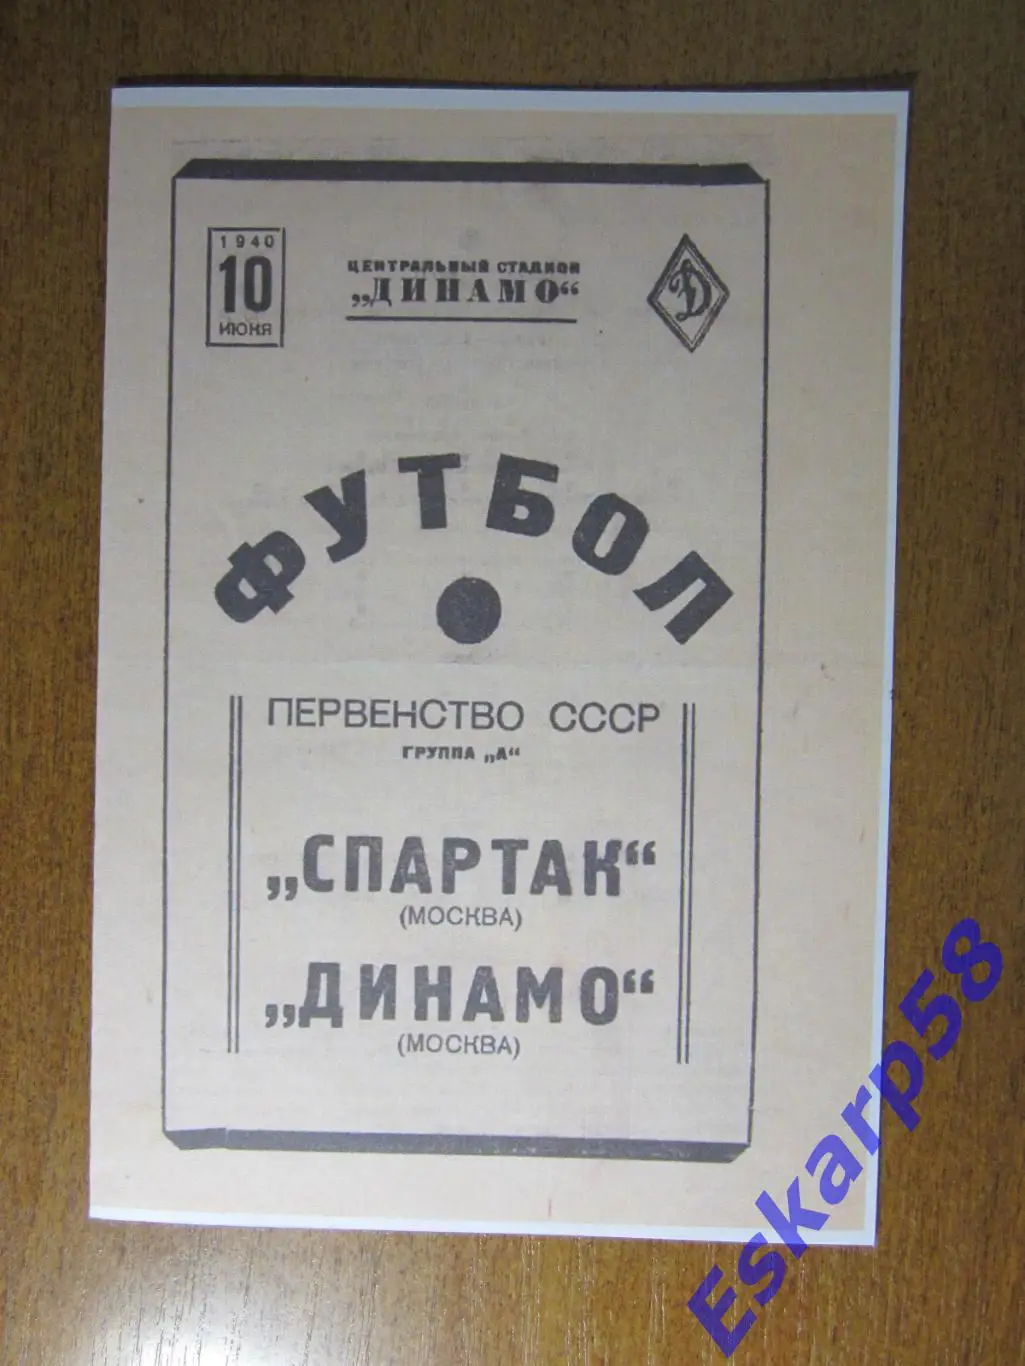 1940
10
ИЮНЯ
ЦЕНТРАЛЬНЫЙ СТАДИОН
„ДИНАМО“
Д
ФУТБОЛ
ПЕРВЕНСТВО СССР
ГРУППА „А“
„СПАРТАК“
(МОСКВА)
„ДИНАМО“
(МОСКВА)
Eskarp58